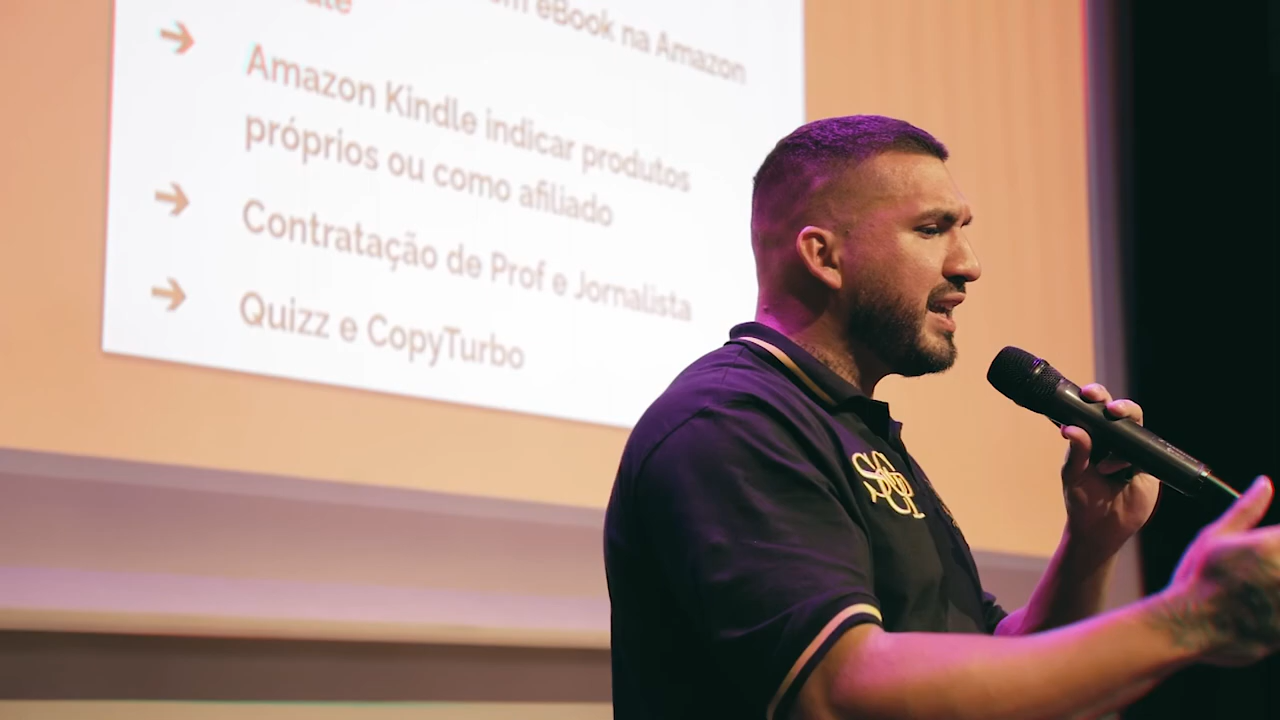 eBook na Amazon
Amazon Kindle indicar produtos
próprios ou como afiliado
Contratação de Prof e Jornalista
Quizz e CopyTurbo